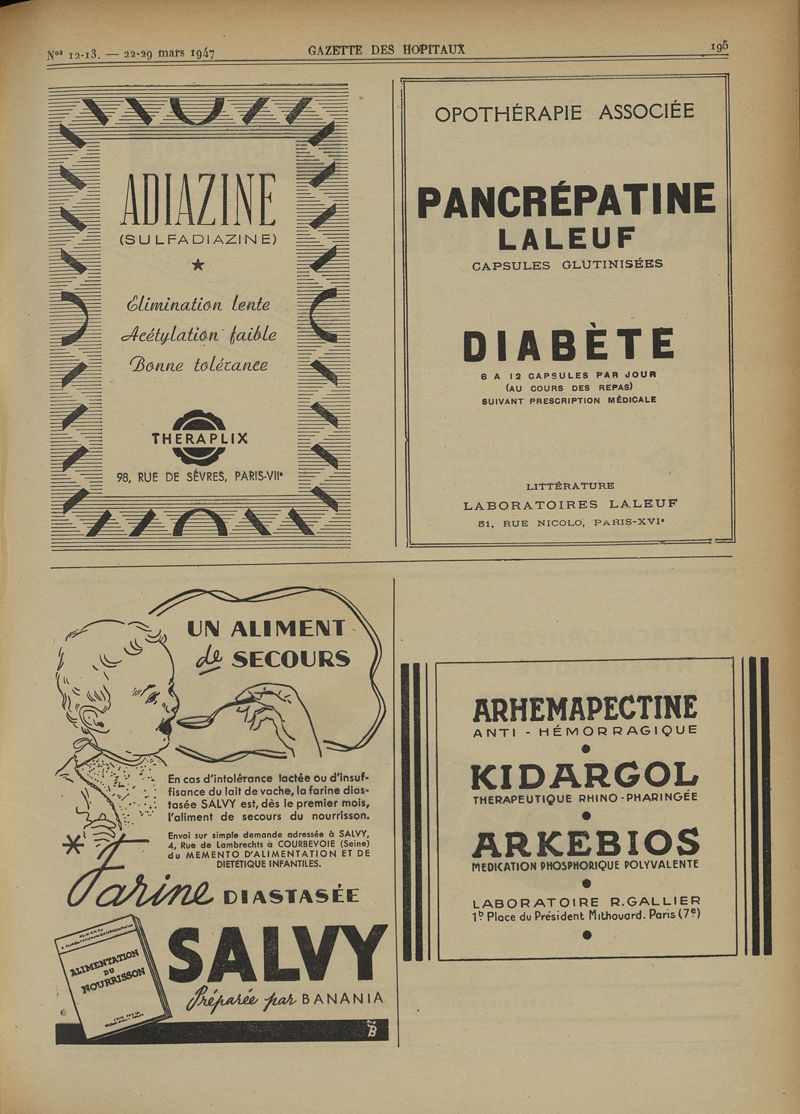 Nos 12-13. — 22-29 mars 1947
GAZETTE DES HOPITAUX
195
ADIAZINE
(SULFADIAZINE)
Élimination lente
Acétylation faible
Bonne tolérance
THERAPLIX
98, RUE DE SÈVRES, PARIS-VIIe
OPOTHÉRAPIE ASSOCIÉE
PANCRÉPATINE
LALEUF
CAPSULES GLUTINISÉES
DIABÈTE
6 A 12 CAPSULES PAR JOUR
(AU COURS DES REPAS)
SUIVANT PRESCRIPTION MÉDICALE
LITTÉRATURE
LABORATOIRES LALEUF
51, RUE NICOLO, PARIS-XVIe
UN ALIMENT
de SECOURS
En cas d'intolérance lactée ou d'insuf-
fisance du lait de vache, la farine dias-
tasée SALVY est, dès le premier mois,
l'aliment de secours du nourrisson.
Envoi sur simple demande adressée à SALVY,
4, Rue de Lambrechts à COURBEVOIE (Seine)
du MEMENTO D'ALIMENTATION ET DE
DIETETIQUE INFANTILES.
Farine DIASTASÉE
SALVY
Préparée par BANANIA
ALIMENTATION
DU
NOURRISSON
B
ARHEMAPECTINE
ANTI - HÉMORRAGIQUE
KIDARGOL
THERAPEUTIQUE RHINO-PHARINGÉE
ARKEBIOS
MEDICATION PHOSPHORIQUE POLYVALENTE
LABORATOIRE R. GALLIER
1b Place du Président Mithouard. Paris (7e)